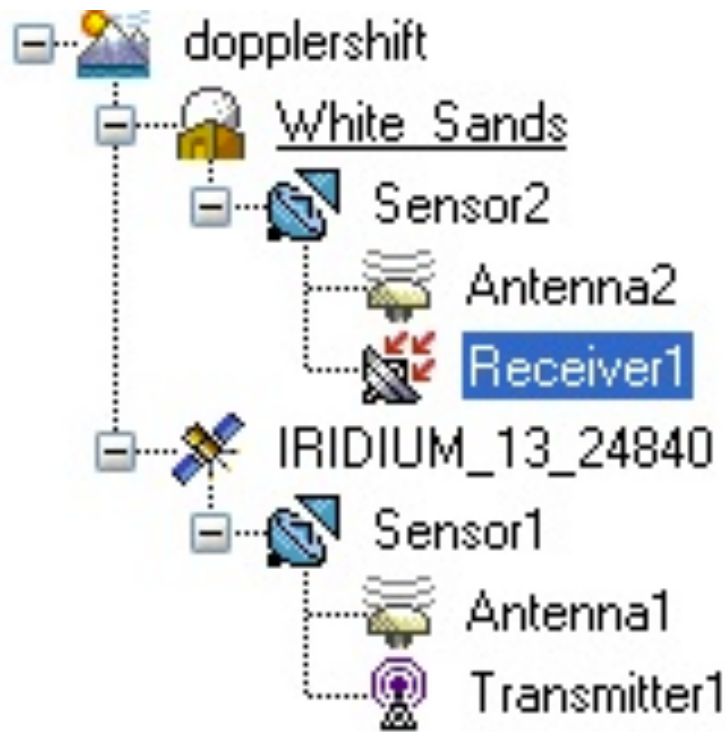 dopplershift
White_Sands
Sensor2
Antenna2
Receiver1
IRIDIUM_13_24840
Sensor1
Antenna1
Transmitter1